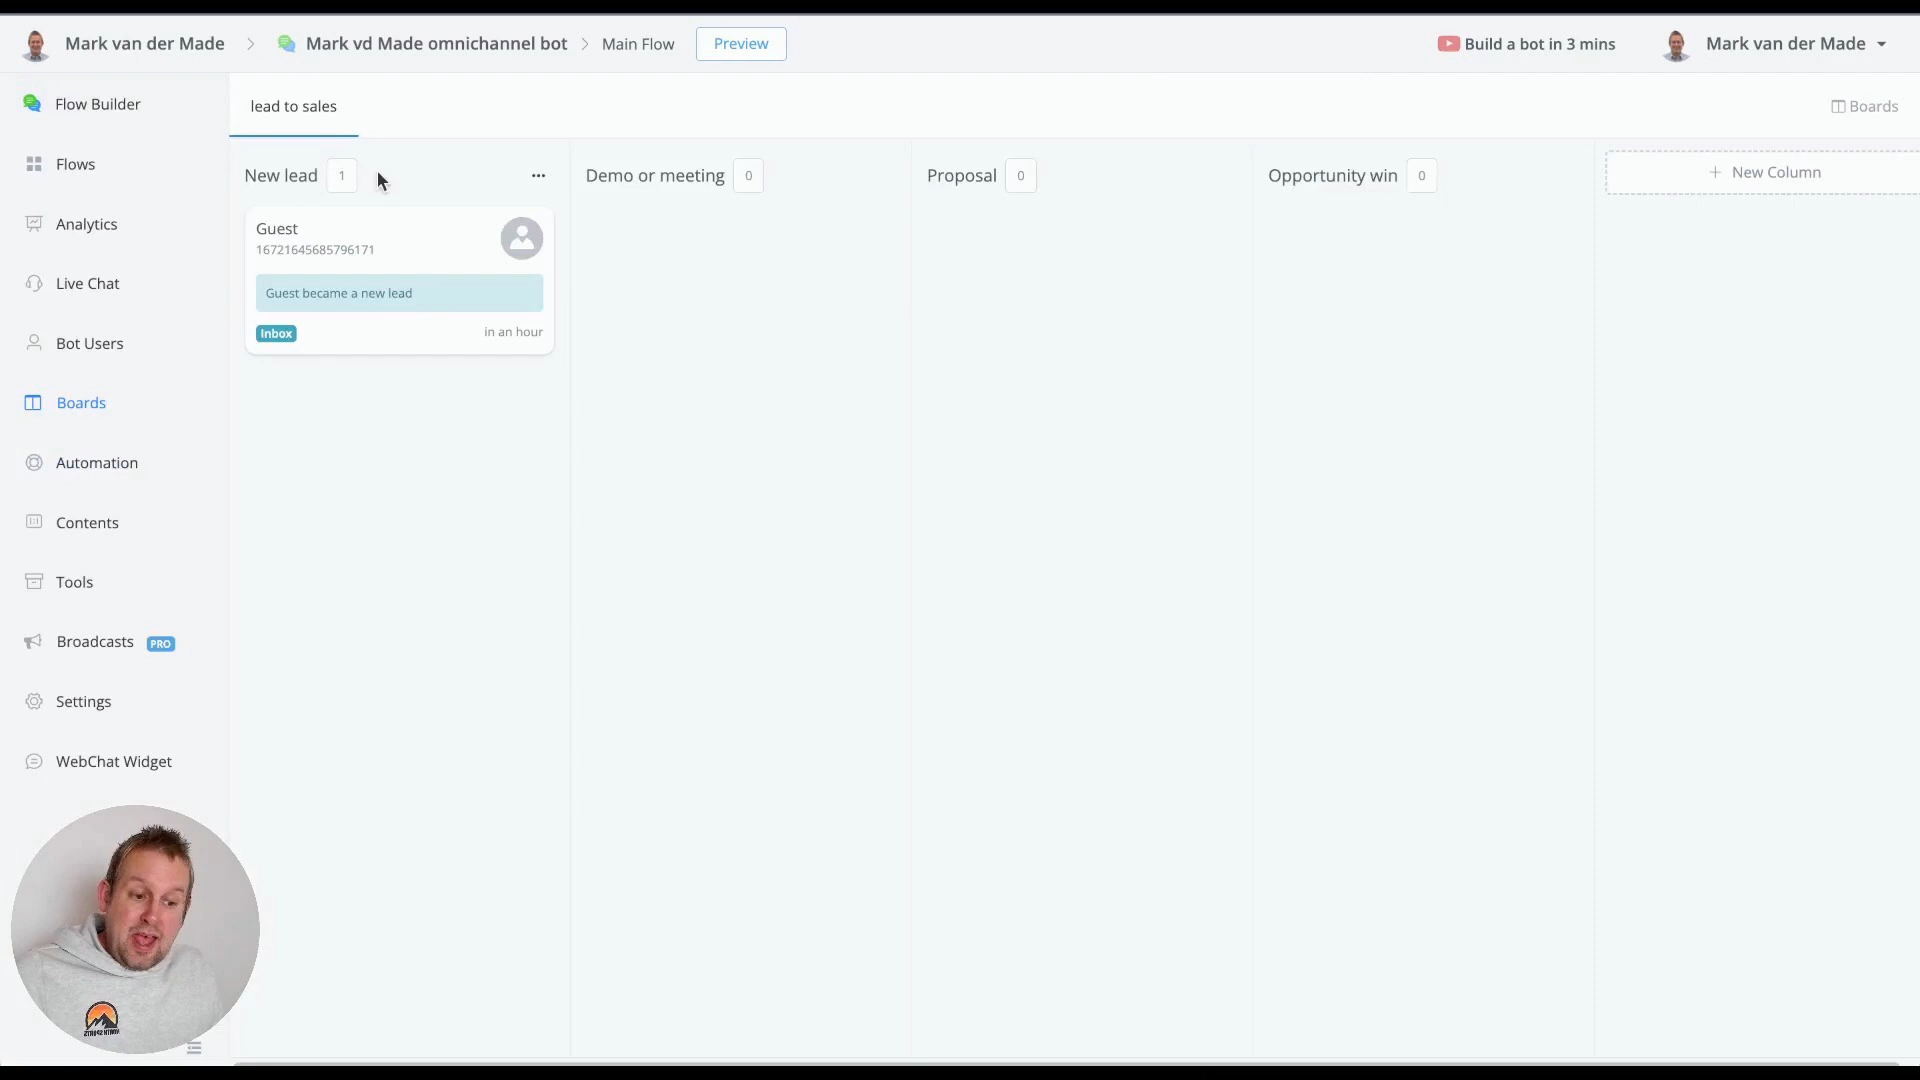 Mark van der Made
Mark vd Made omnichannel bot
Main Flow
Preview
Build a bot in 3 mins
Mark van der Made
Flow Builder
Flows
Analytics
Live Chat
Bot Users
Boards
Automation
Contents
Tools
Broadcasts PRO
Settings
WebChat Widget
lead to sales
Boards
New lead 1
Guest
16721645685796171
Guest became a new lead
Inbox
in an hour
Demo or meeting 0
Proposal 0
Opportunity win 0
+ New Column